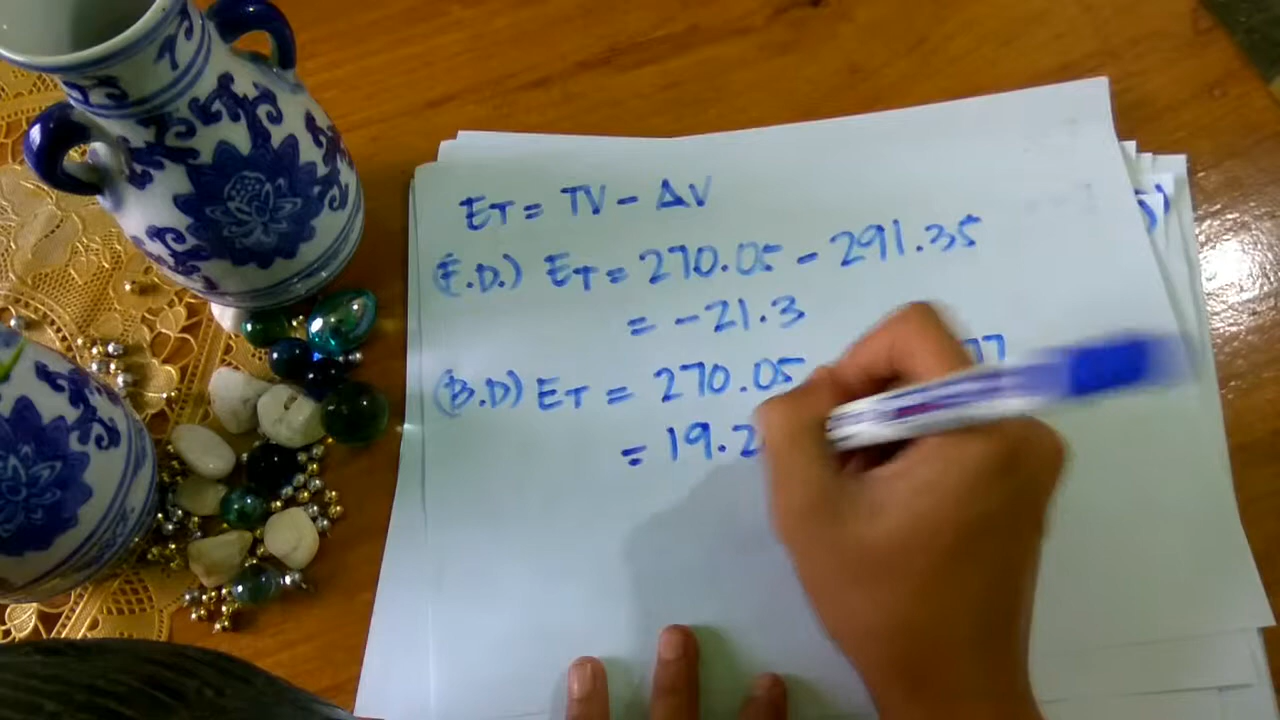 ET = TV - ΔV
(F.D.) ET = 270.05 - 291.35
= -21.3
(B.D) ET = 270.05
= 19.2